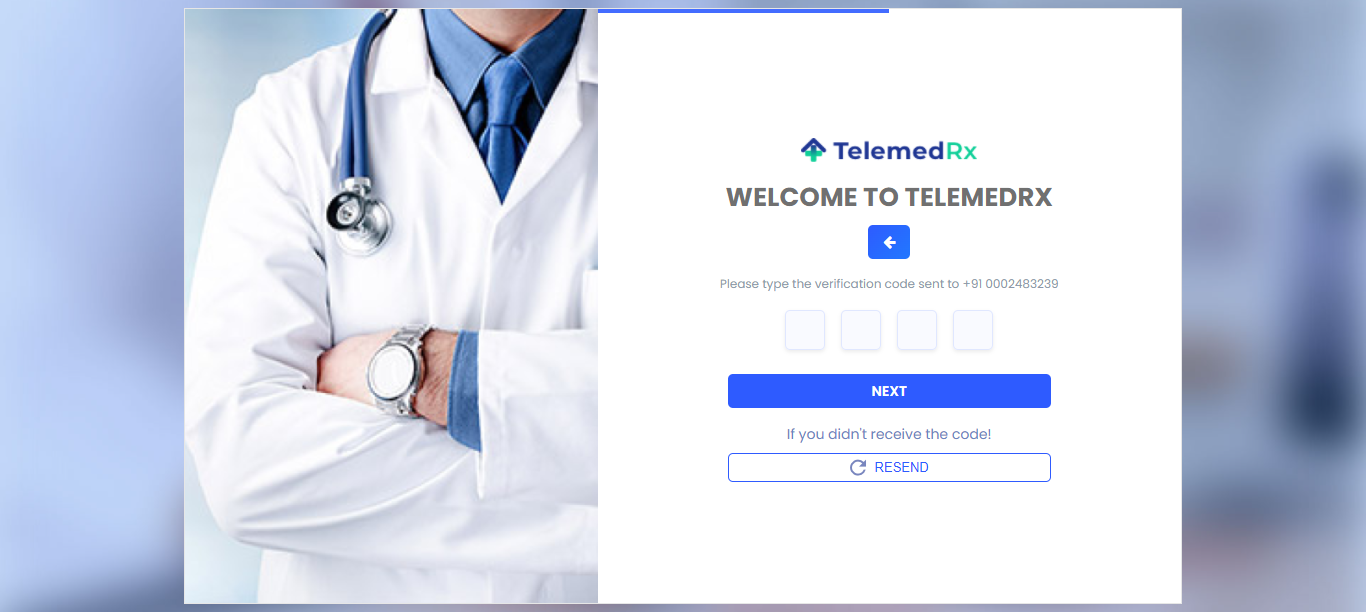 TelemedRx
WELCOME TO TELEMEDRX
Please type the verification code sent to +91 0002483239
NEXT
If you didn't receive the code!
RESEND